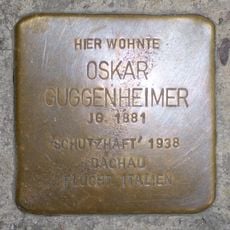 HIER WOHNTE
OSKAR
GUGGENHEIMER
JG. 1881
SCHUTZHAFT 1938
DACHAU
FLUCHT ITALIEN